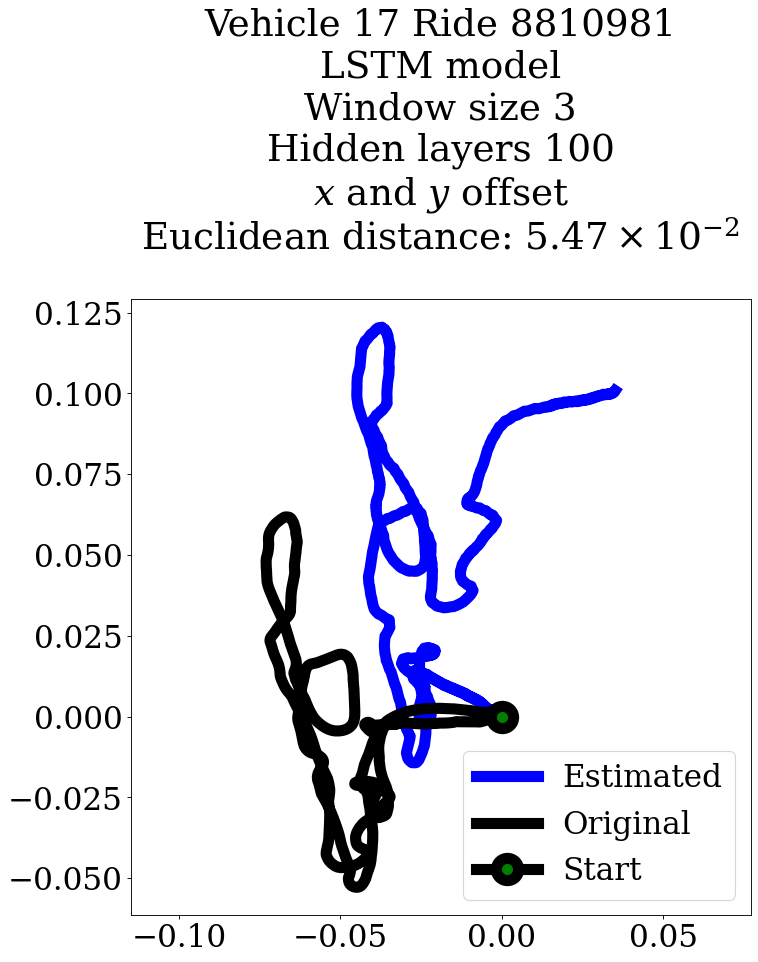 Vehicle 17 Ride 8810981
LSTM model
Window size 3
Hidden layers 100
x and y offset
Euclidean distance: 5.47 × 10⁻²
0.125
0.100
0.075
0.050
0.025
0.000
−0.025
−0.050
Estimated
Original
Start
−0.10
−0.05
0.00
0.05